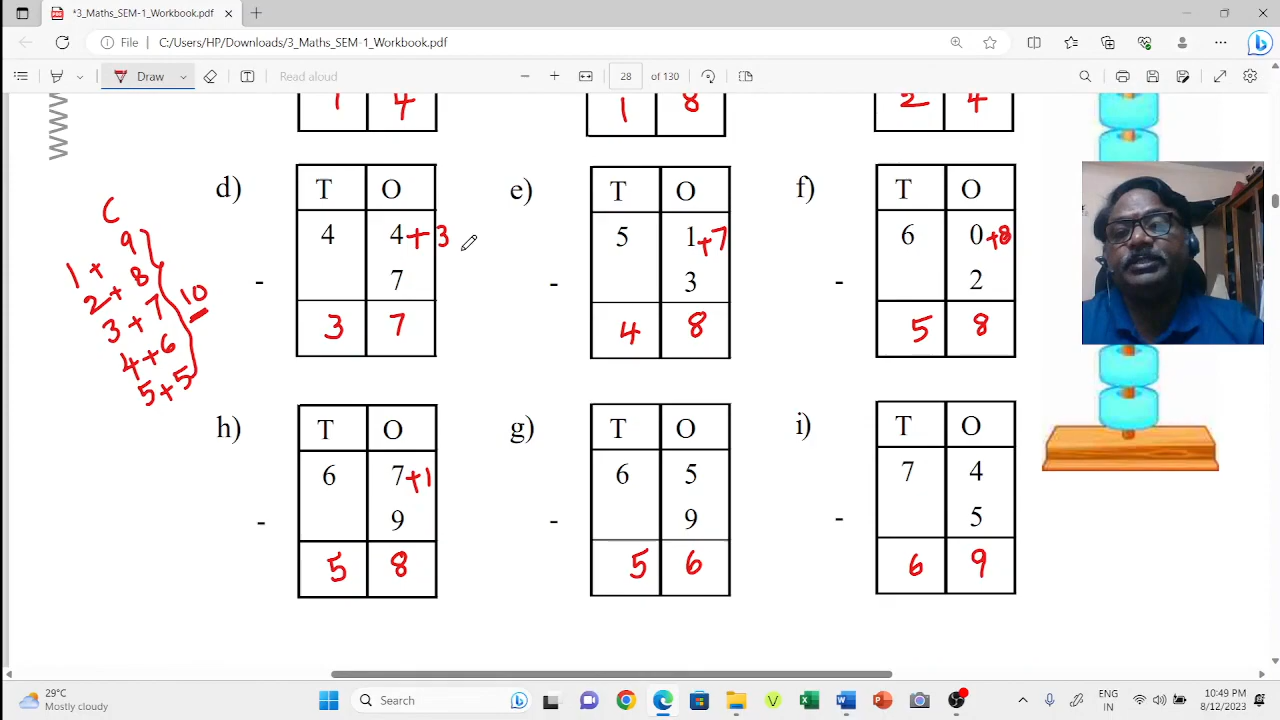 *3_Maths_SEM-1_Workbook.pdf
File C:/Users/HP/Downloads/3_Maths_SEM-1_Workbook.pdf
Draw Read aloud 28 of 130
1 4 1 8 2 4
d) T O e) T O f) T O
4 4 +3 5 1 +7 6 0 +8
- 7 - 3 - 2
3 7 4 8 5 8
C
9
1 + 8
2 + 7 10
3 + 6
4 + 5
5 +
h) T O g) T O i) T O
6 7 +1 6 5 7 4
- 9 - 9 - 5
5 8 5 6 6 9
29°C
Mostly cloudy
Search
ENG
IN
10:49 PM
8/12/2023